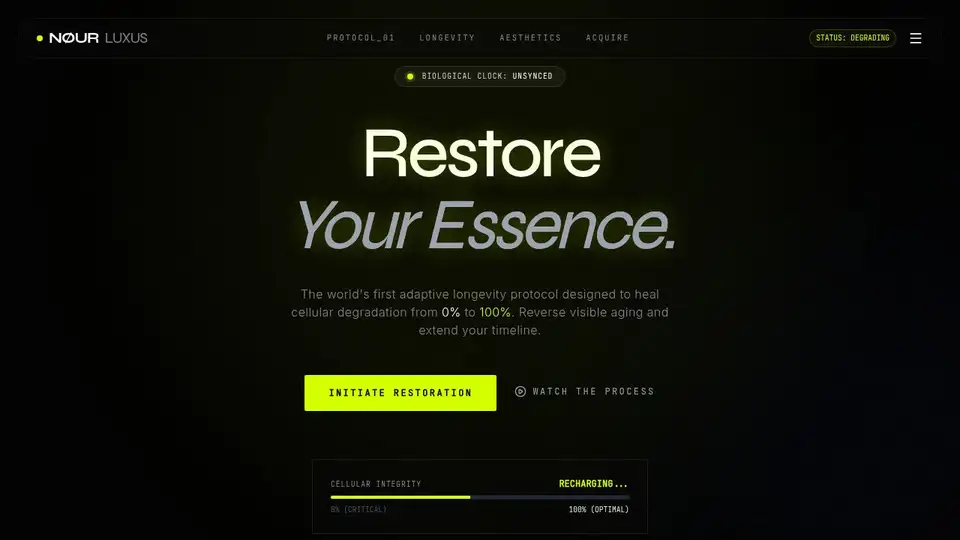 NØUR LUXUS
PROTOCOL_01 LONGEVITY AESTHETICS ACQUIRE
STATUS: DEGRADING
BIOLOGICAL CLOCK: UNSYNCED
Restore
Your Essence.
The world's first adaptive longevity protocol designed to heal
cellular degradation from 0% to 100%. Reverse visible aging and
extend your timeline.
INITIATE RESTORATION
WATCH THE PROCESS
CELLULAR INTEGRITY RECHARGING...
0% (CRITICAL) 100% (OPTIMAL)